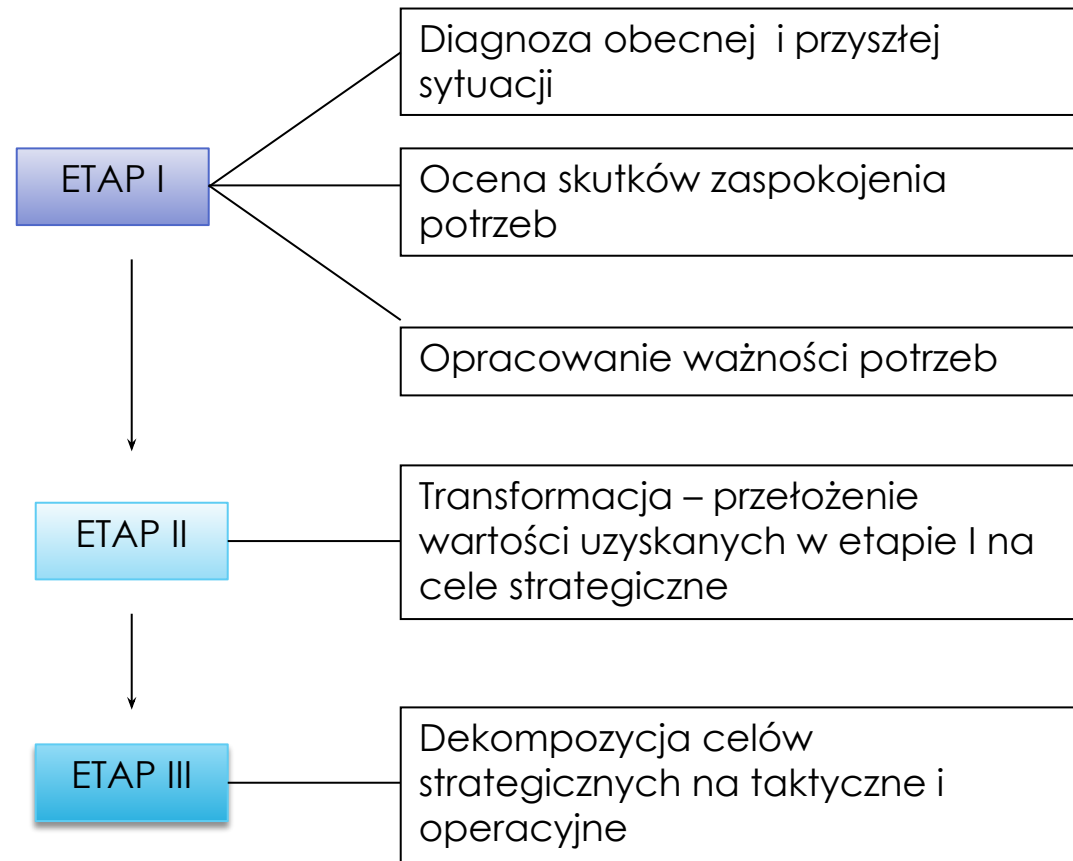 Diagnoza obecnej i przyszłej
sytuacji
ETAP I
Ocena skutków zaspokojenia
potrzeb
Opracowanie ważności potrzeb
ETAP II
Transformacja – przełożenie
wartości uzyskanych w etapie I na
cele strategiczne
ETAP III
Dekompozycja celów
strategicznych na taktyczne i
operacyjne